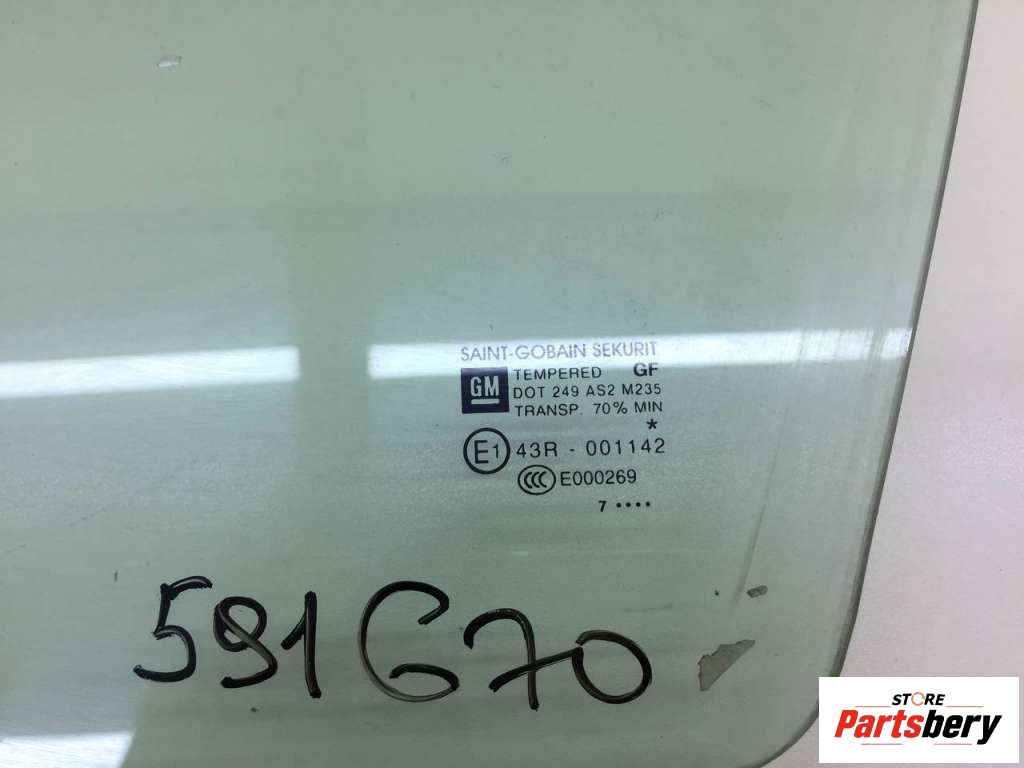 SAINT-GOBAIN SEKURIT
GM TEMPERED GF
DOT 249 AS2 M235
TRANSP. 70% MIN
*
E1 43R - 001142
CCC E000269
7 ••••
591670
STORE
Partsbery